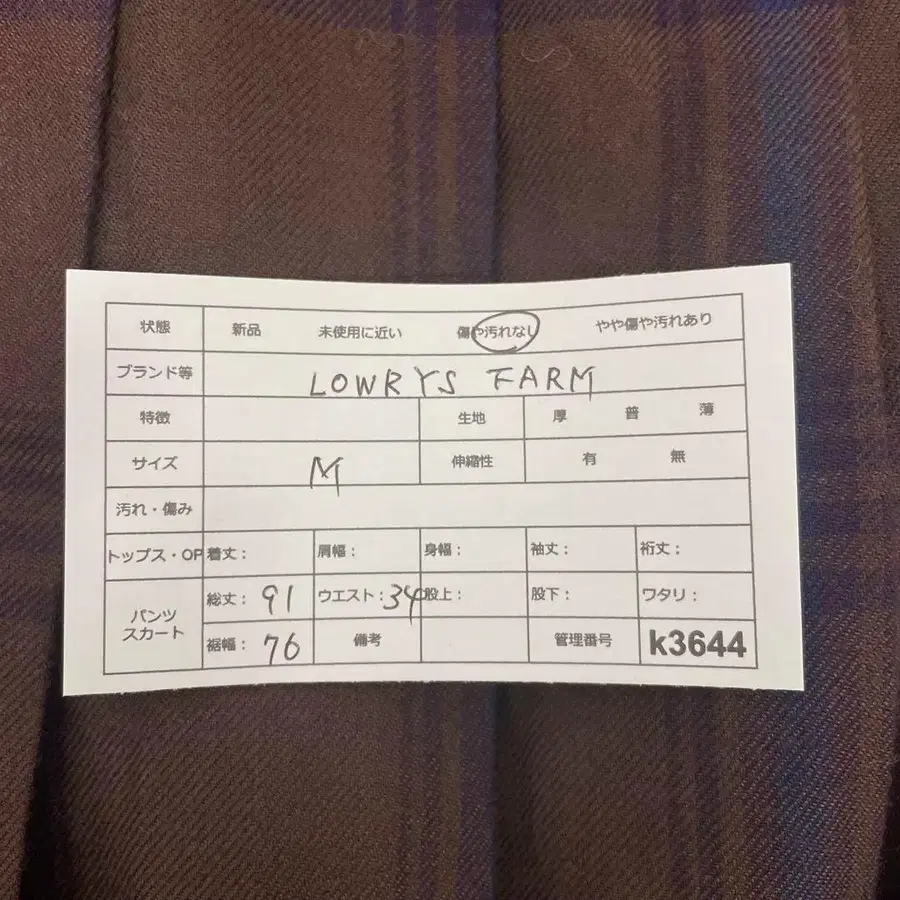 状態 新品 未使用に近い 傷や汚れなし やや傷や汚れあり
ブランド等 LOWRYS FARM
特徴 生地 厚 普 薄
サイズ M 伸縮性 有 無
汚れ・傷み
トップス・OP 着丈： 肩幅： 身幅： 袖丈： 裄丈：
パンツ スカート 総丈：91 ウエスト：34 股上： 股下： ワタリ：
裾幅：76 備考 管理番号 k3644